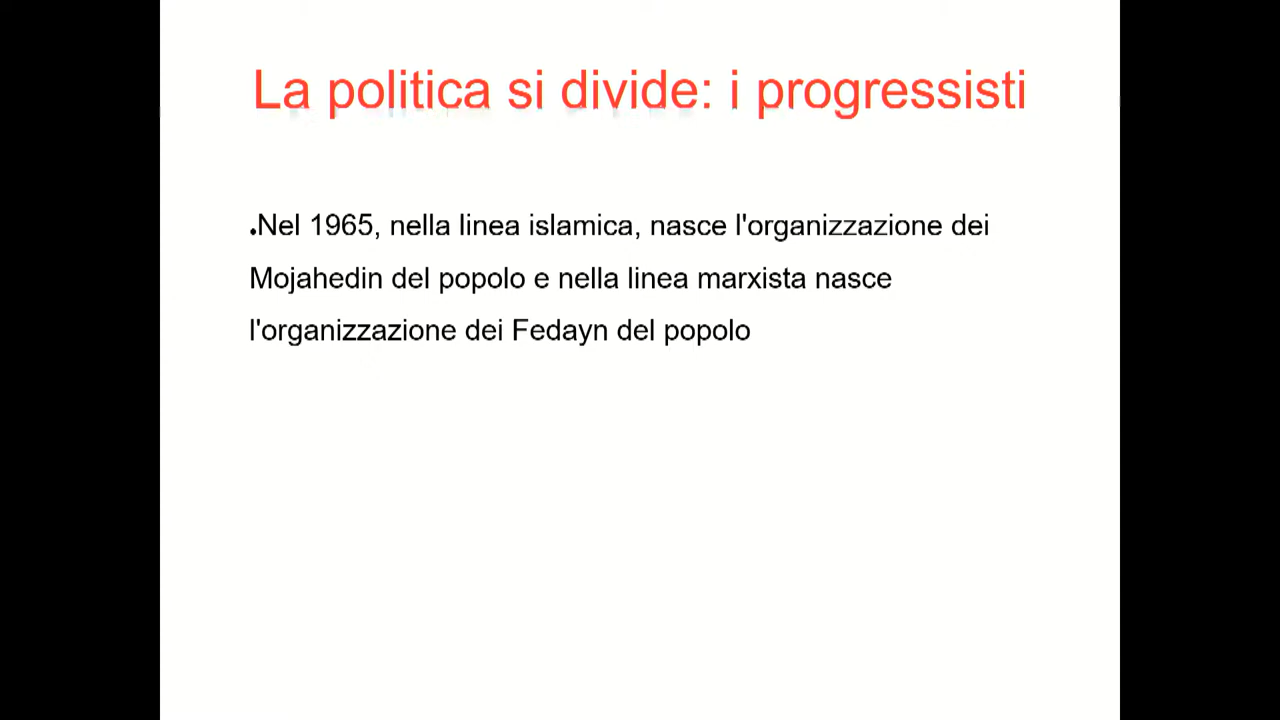 La politica si divide: i progressisti
•Nel 1965, nella linea islamica, nasce l'organizzazione dei
Mojahedin del popolo e nella linea marxista nasce
l'organizzazione dei Fedayn del popolo